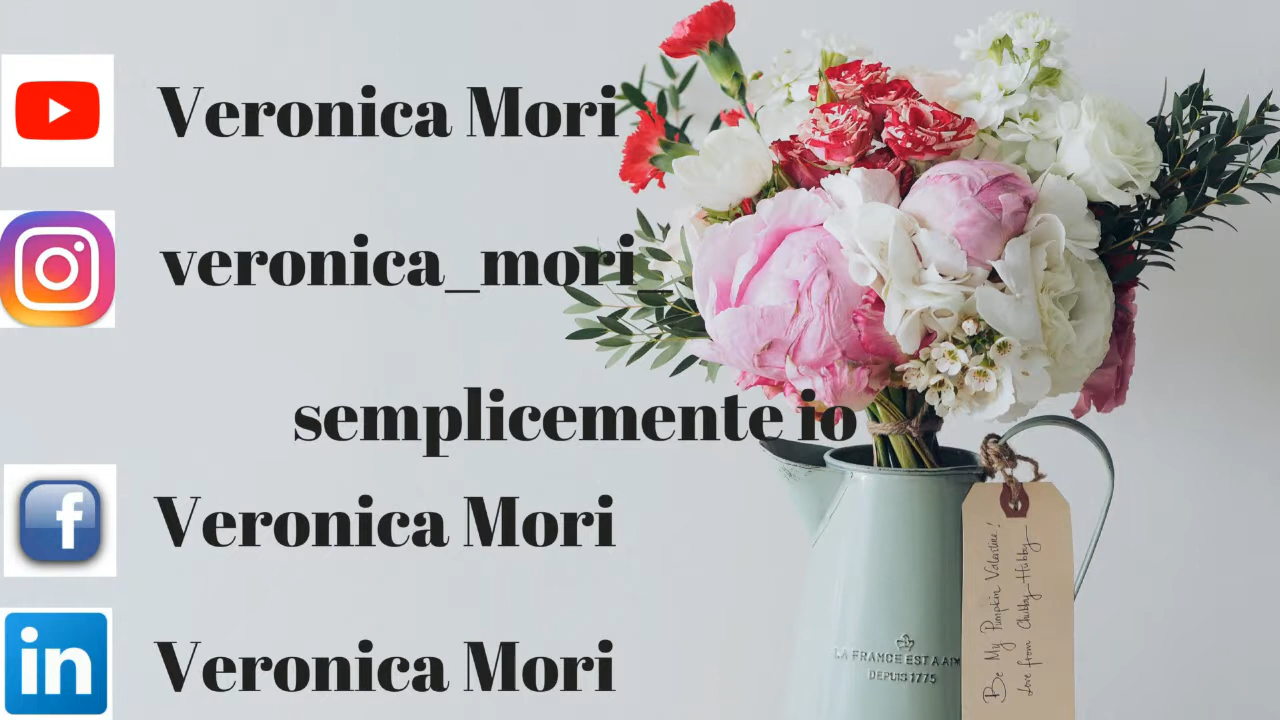 Veronica Mori
veronica_mori_
semplicemente io
Veronica Mori
Veronica Mori
LA FRANCE EST A AIM
DEPUIS 1775
Be My Pumpkin Valentine!
Love from Chubby-Hubby